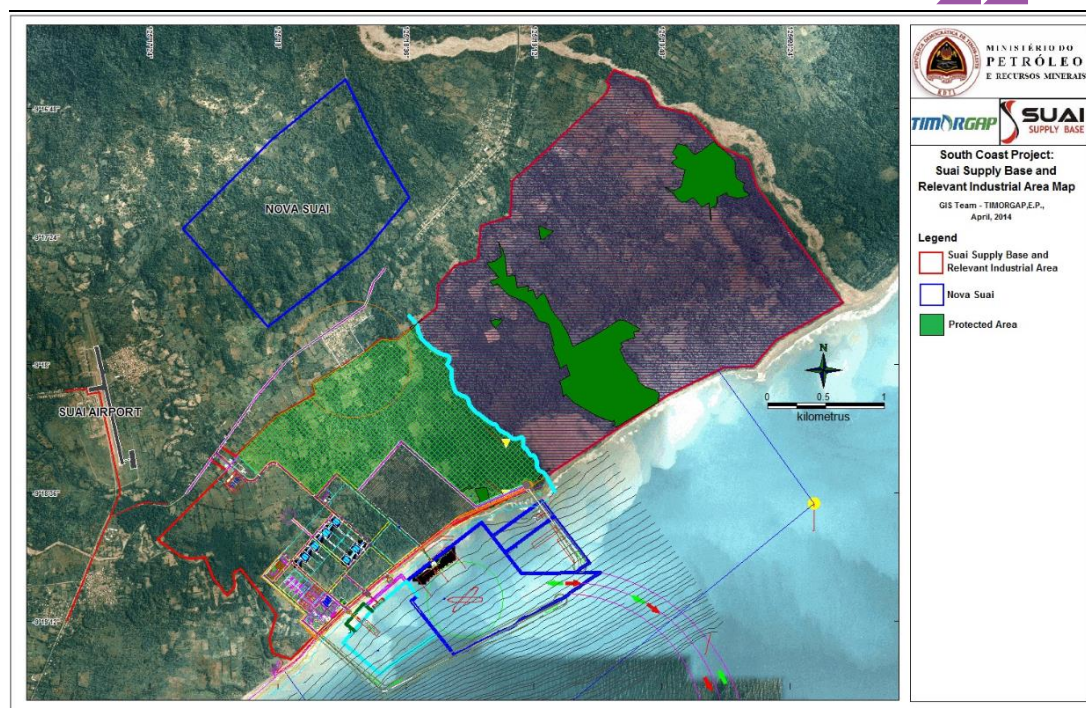 NOVA SUAI
SUAI AIRPORT
N
0 0.5 1
kilometrus
MINISTÉRIO DO
PETRÓLEO
E RECURSOS MINERAIS
TIMORGAP
SUAI
SUPPLY BASE
South Coast Project:
Suai Supply Base and
Relevant Industrial Area Map
GIS Team - TIMORGAP,E.P.,
April, 2014
Legend
Suai Supply Base and
Relevant Industrial Area
Nova Suai
Protected Area